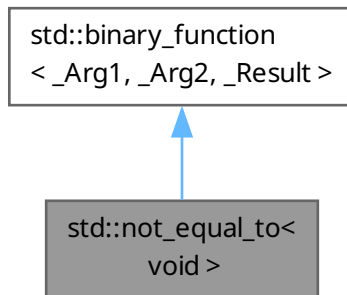 std::binary_function
< _Arg1, _Arg2, _Result >
std::not_equal_to<
void >